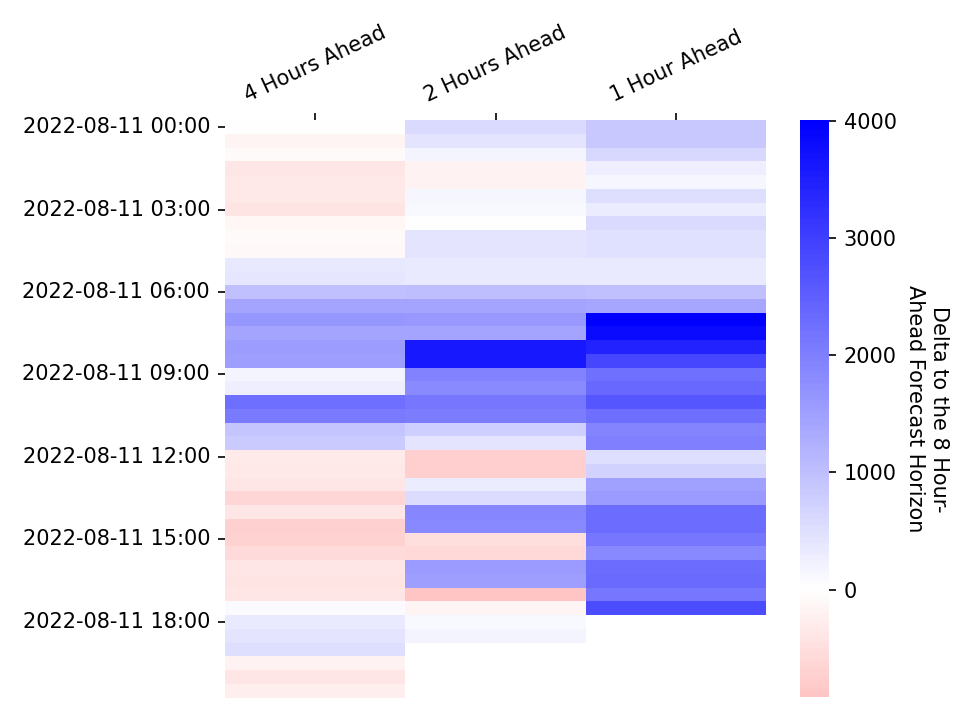 4 Hours Ahead
2 Hours Ahead
1 Hour Ahead
2022-08-11 00:00
2022-08-11 03:00
2022-08-11 06:00
2022-08-11 09:00
2022-08-11 12:00
2022-08-11 15:00
2022-08-11 18:00
4000
3000
2000
1000
0
Delta to the 8 Hour-
Ahead Forecast Horizon